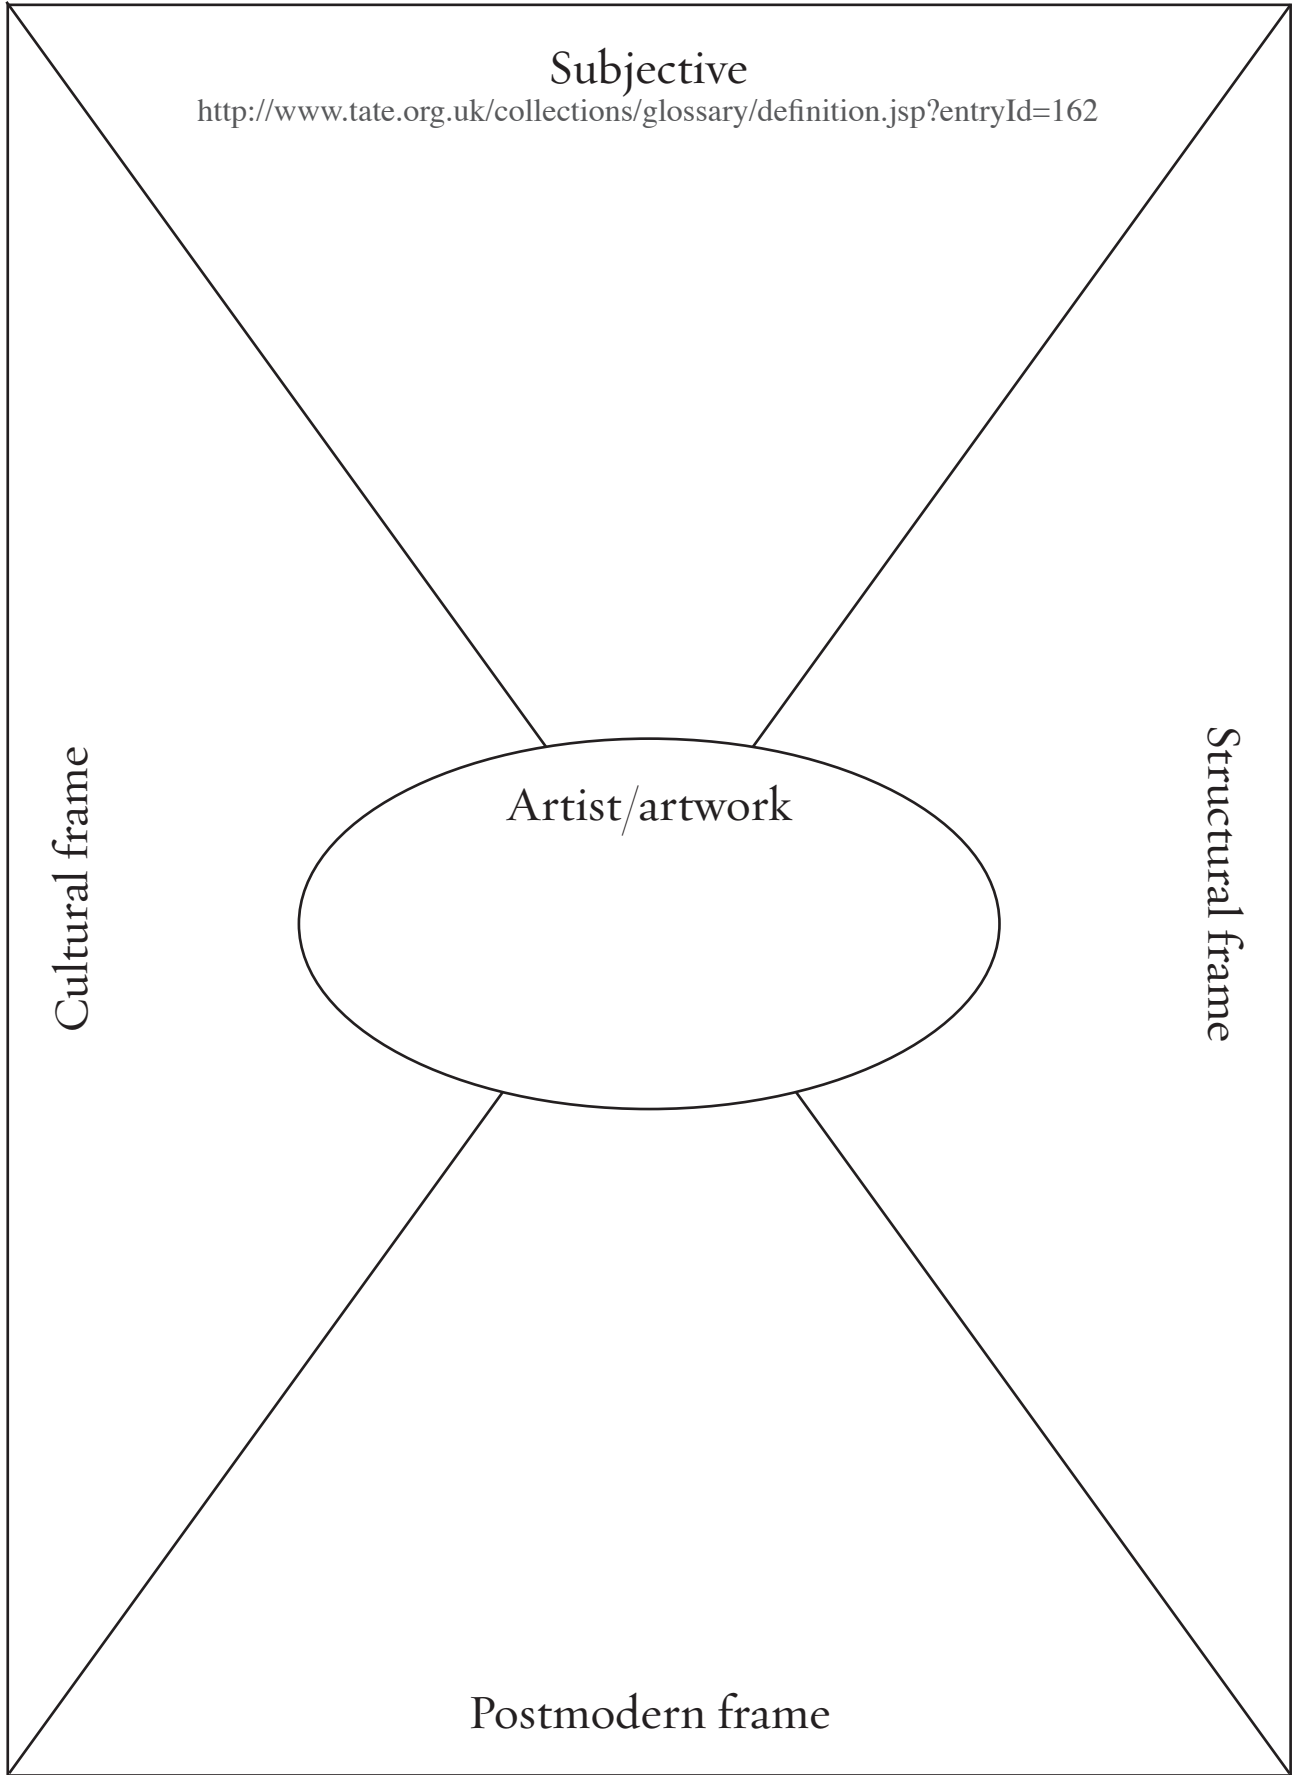 Subjective
http://www.tate.org.uk/collections/glossary/definition.jsp?entryId=162
Cultural frame
Artist/artwork
Structural frame
Postmodern frame